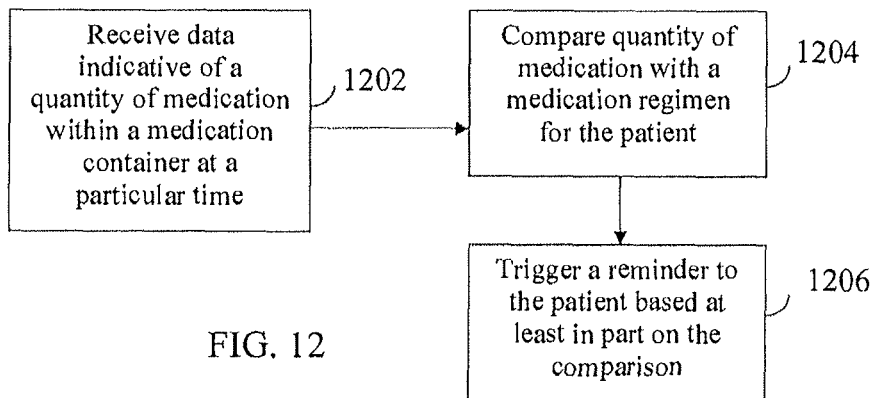 Receive data
indicative of a
quantity of medication
within a medication
container at a
particular time
1202
Compare quantity of
medication with a
medication regimen
for the patient
1204
Trigger a reminder to
the patient based at
least in part on the
comparison
1206
FIG. 12